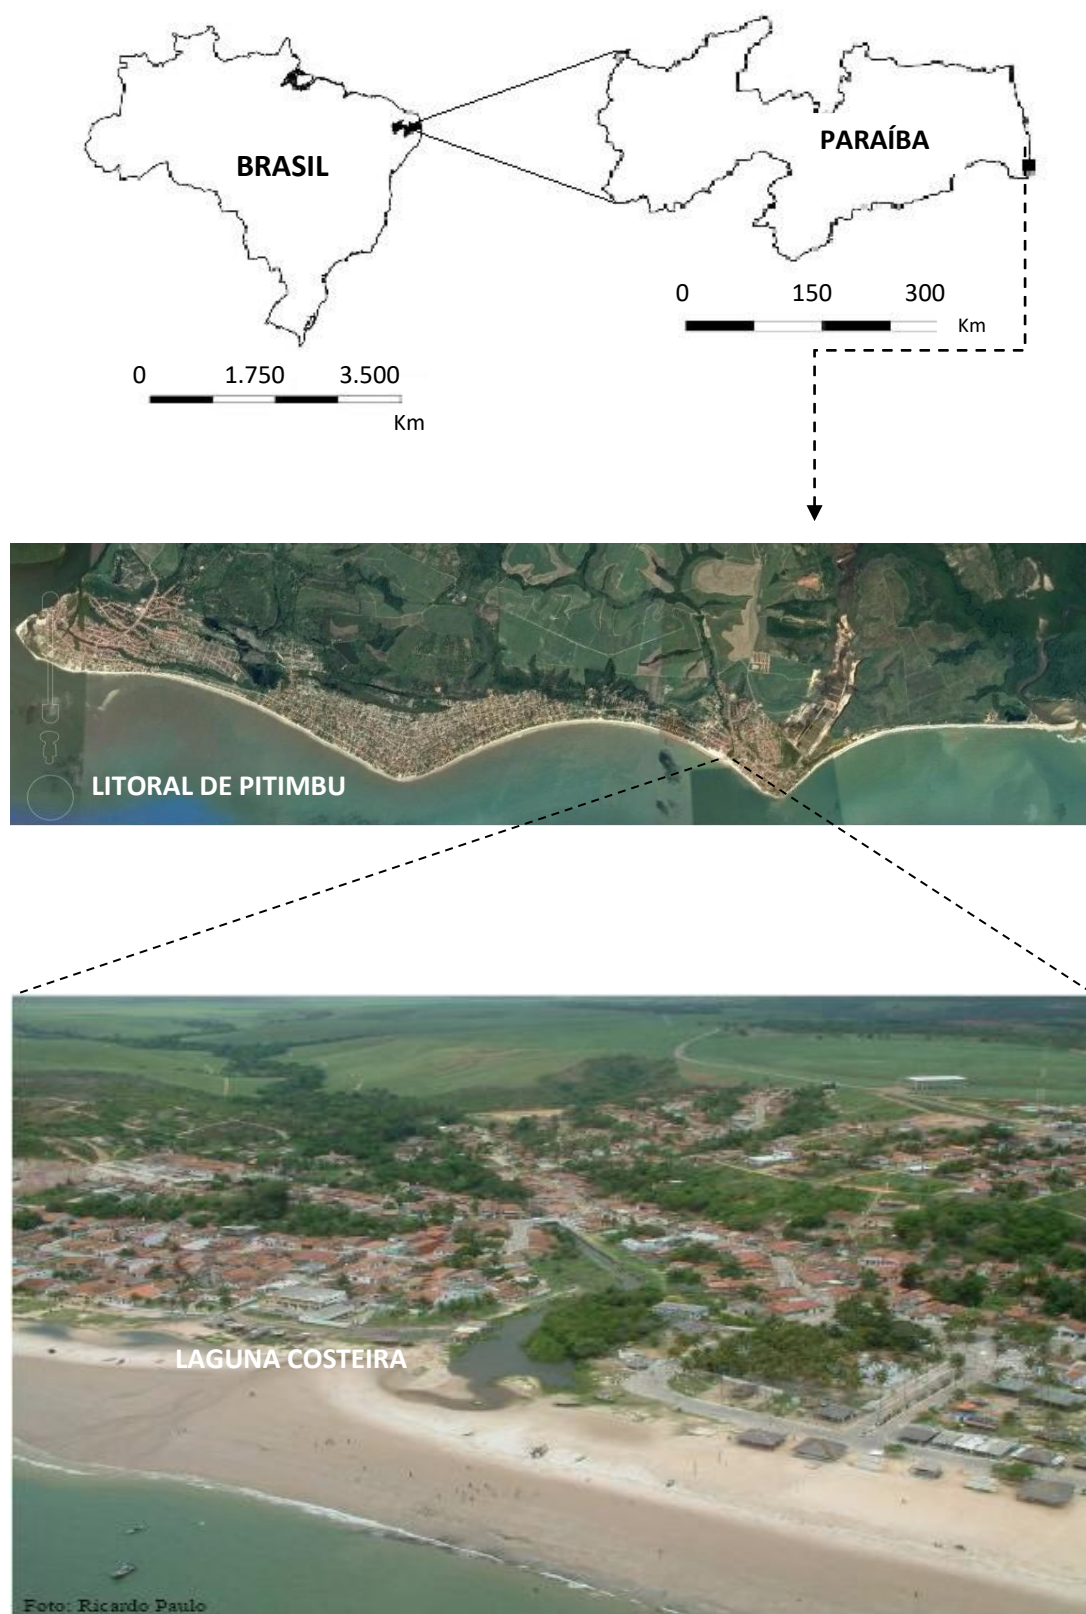 BRASIL
PARAÍBA
0 150 300
Km
0 1.750 3.500
Km
LITORAL DE PITIMBU
LAGUNA COSTEIRA
Foto: Ricardo Paulo